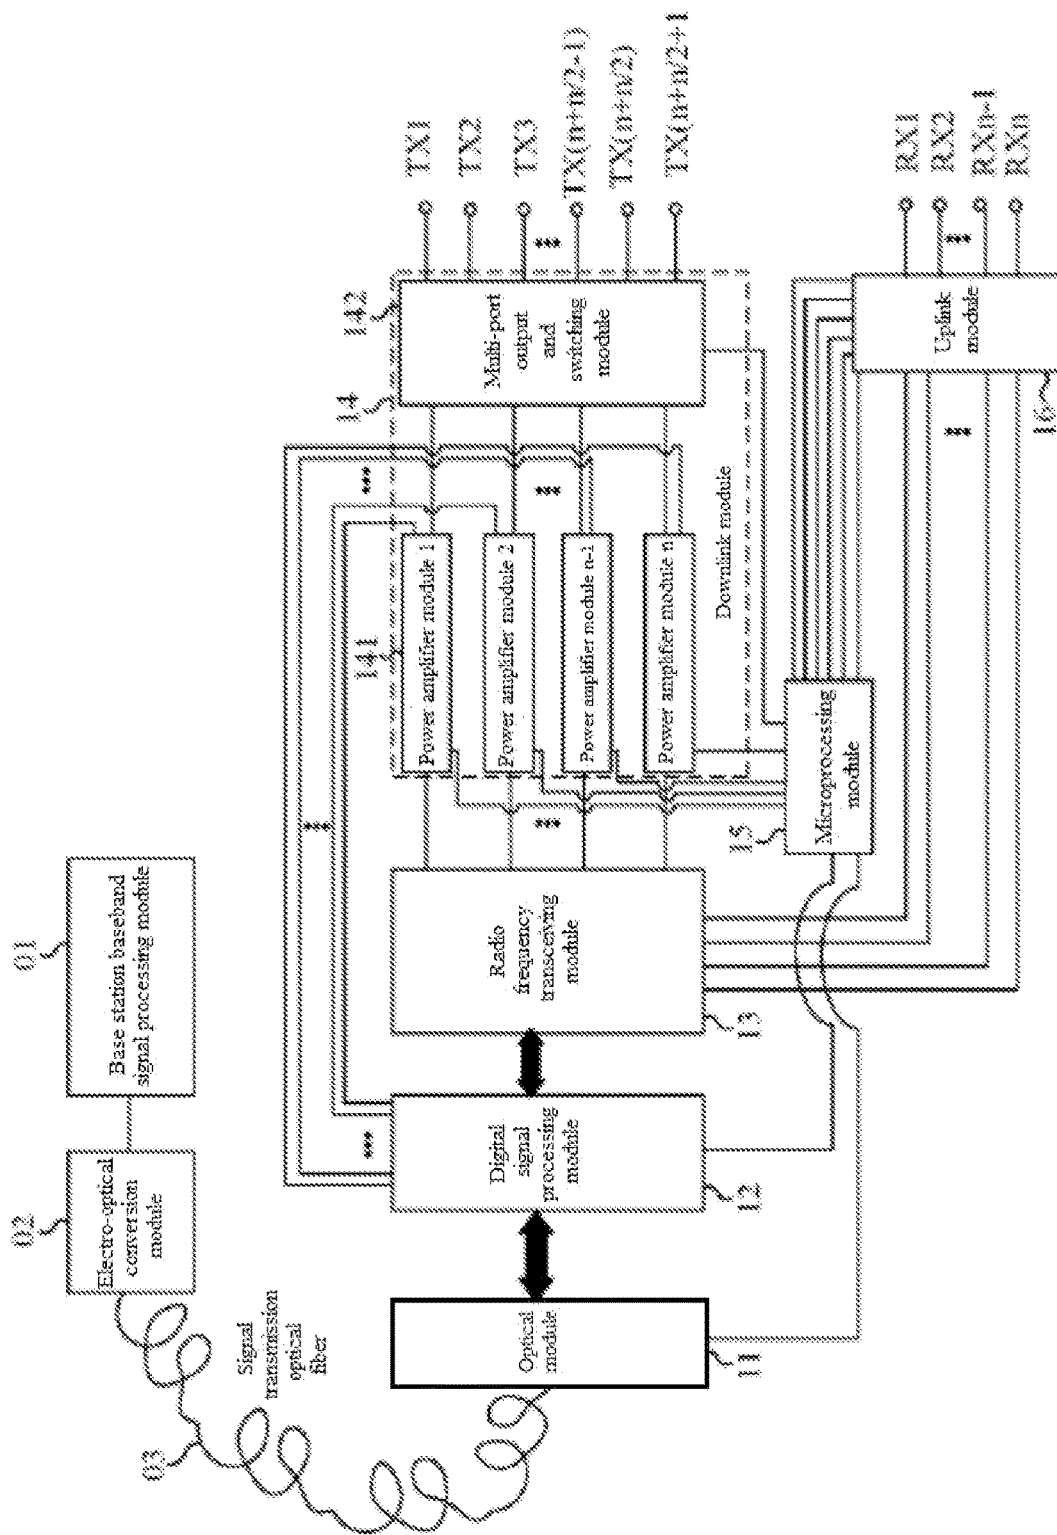 01
Base station baseband
signal processing module
02
Electro-optical
conversion
module
03
Signal
transmission
optical
fiber
Optical
module
11
Digital
signal
processing
module
12
Radio
frequency
transceiving
module
13
14
141
Power amplifier module 1
Power amplifier module 2
Power amplifier module n-1
Power amplifier module n
Downlink module
142
Multi-port
output
and
switching
module
TX1
TX2
TX3
TX(n+n/2-1)
TX(n+n/2)
TX(n+n/2+1
15
Microprocessing
module
Uplink
module
16
RX1
RX2
RXn-1
RXn